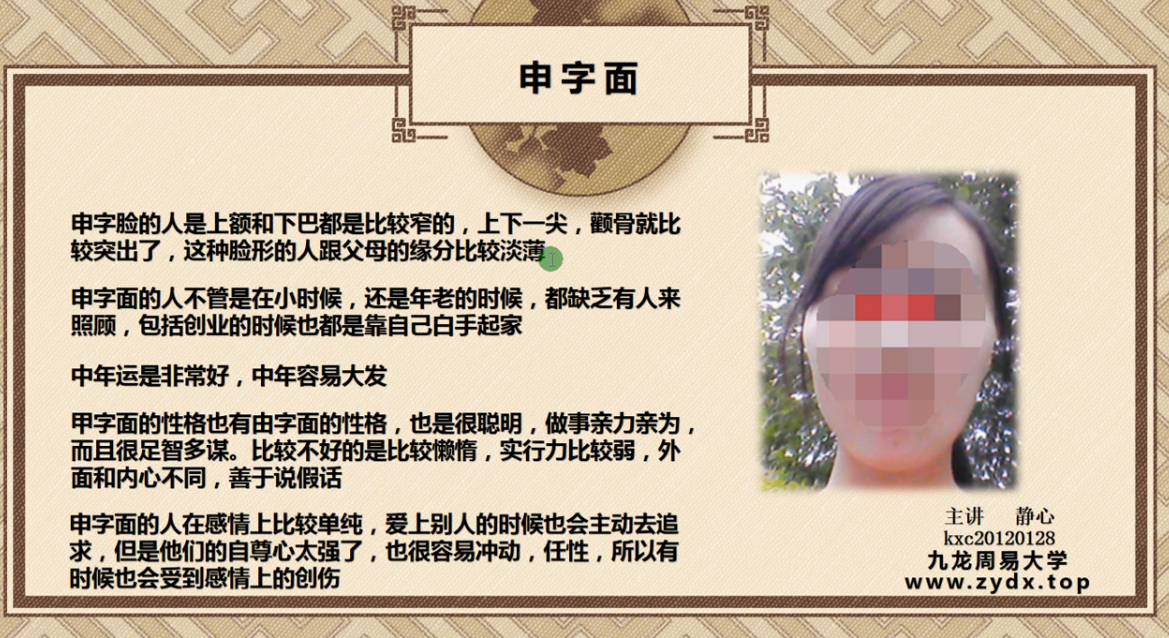 申字面
申字脸的人是上额和下巴都是比较窄的，上下一尖，颧骨就比
较突出了，这种脸形的人跟父母的缘分比较淡薄
申字面的人不管是在小时候，还是年老的时候，都缺乏有人来
照顾，包括创业的时候也都是靠自己白手起家
中年运是非常好，中年容易大发
甲字面的性格也有由字面的性格，也是很聪明，做事亲力亲为，
而且很足智多谋。比较不好的是比较懒惰，实行力比较弱，外
面和内心不同，善于说假话
申字面的人在感情上比较单纯，爱上别人的时候也会主动去追
求，但是他们的自尊心太强了，也很容易冲动，任性，所以有
时候也会受到感情上的创伤
主讲 静心
kxc20120128
九龙周易大学
www.zydx.top